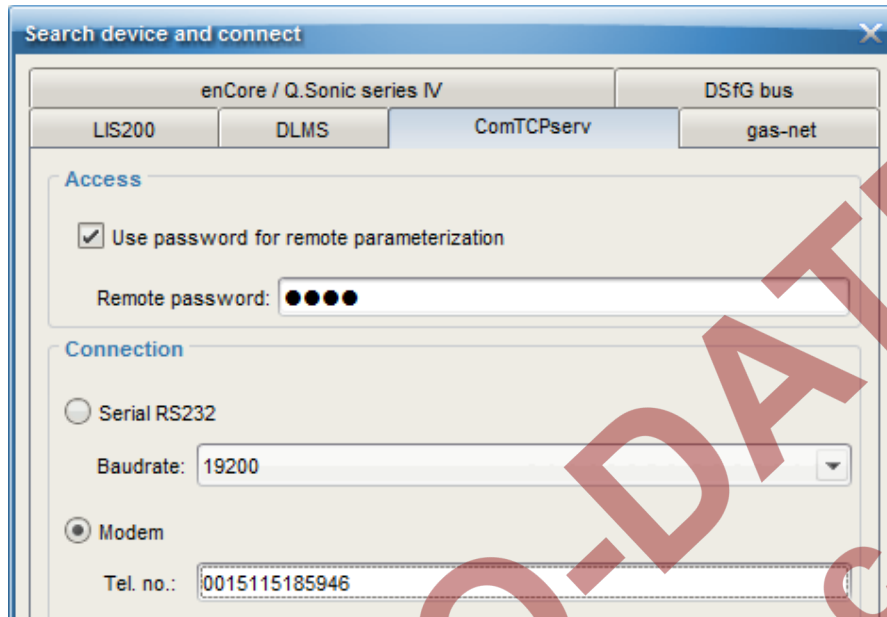 Search device and connect
enCore / Q.Sonic series IV DSfG bus
LIS200 DLMS ComTCPserv gas-net
Access
Use password for remote parameterization
Remote password: ●●●●
Connection
Serial RS232
Baudrate: 19200
Modem
Tel. no.: 0015115185946